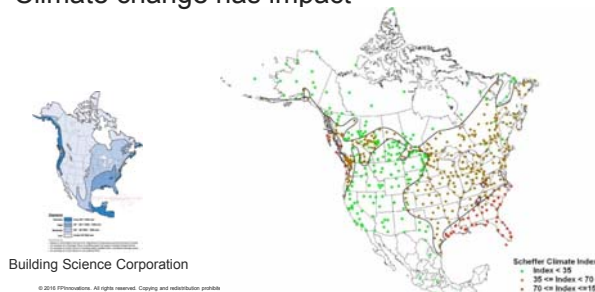 Climate change has impact
Building Science Corporation
© 2016 FPInnovations. All rights reserved. Copying and redistribution prohib
Scheffer Climate Index
Index < 35
35 <= Index < 70
70 <= Index <=15